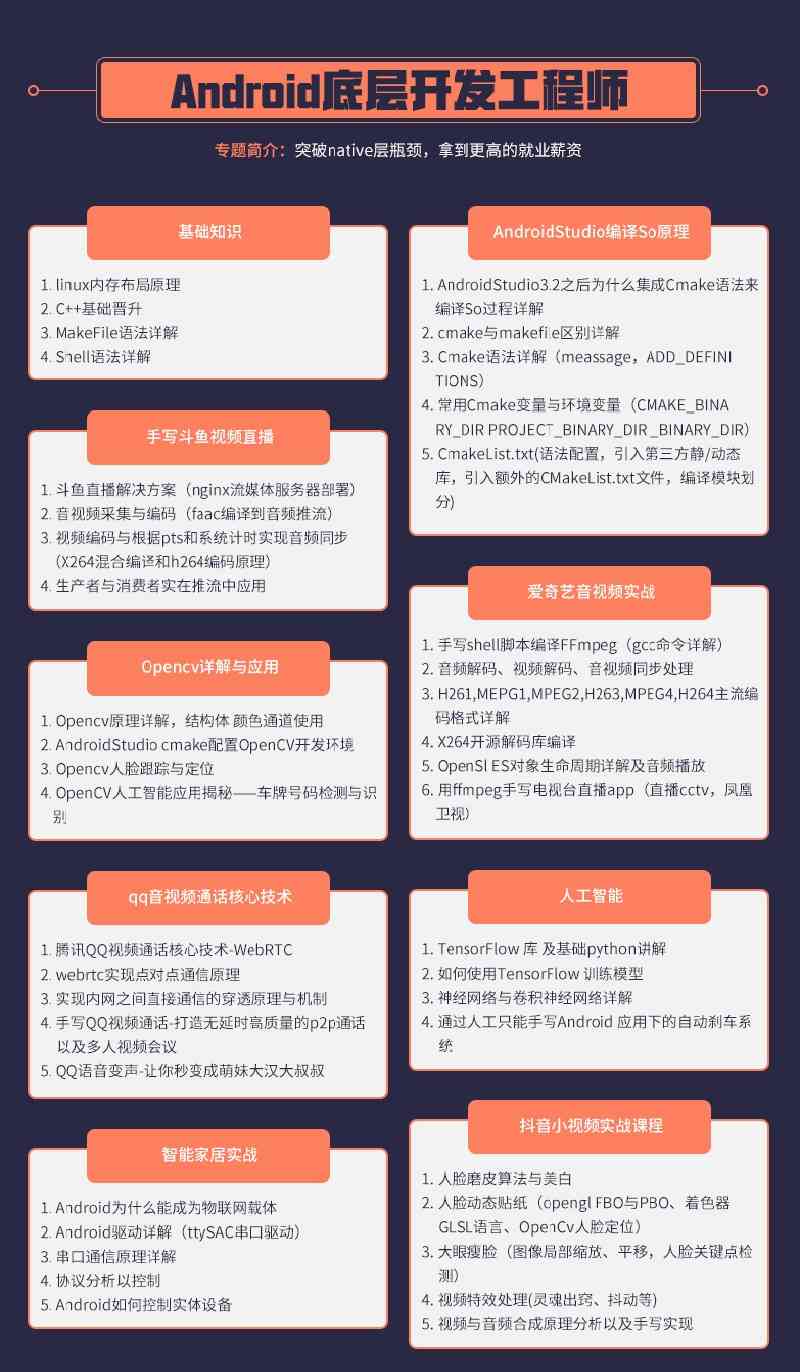 Android底层开发工程师
专题简介：突破native层瓶颈，拿到更高的就业薪资
基础知识
1. linux内存布局原理
2. C++基础晋升
3. MakeFile语法详解
4. Shell语法详解
手写斗鱼视频直播
1. 斗鱼直播解决方案（nginx流媒体服务器部署）
2. 音视频采集与编码（faac编译到音频推流）
3. 视频编码与根据pts和系统计时实现音频同步
（X264混合编译和h264编码原理）
4. 生产者与消费者实在推流中应用
Opencv详解与应用
1. Opencv原理详解，结构体 颜色通道使用
2. AndroidStudio cmake配置OpenCV开发环境
3. Opencv人脸跟踪与定位
4. OpenCV人工智能应用揭秘——车牌号码检测与识
别
qq音视频通话核心技术
1. 腾讯QQ视频通话核心技术-WebRTC
2. webrtc实现点对点通信原理
3. 实现内网之间直接通信的穿透原理与机制
4. 手写QQ视频通话-打造无延时高质量的p2p通话
以及多人视频会议
5. QQ语音变声-让你秒变成萌妹大汉大叔叔
智能家居实战
1. Android为什么能成为物联网载体
2. Android驱动详解（ttySAC串口驱动）
3. 串口通信原理详解
4. 协议分析以控制
5. Android如何控制实体设备
AndroidStudio编译So原理
1. AndroidStudio3.2之后为什么集成Cmake语法来
编译So过程详解
2. cmake与makefile区别详解
3. Cmake语法详解（meassage，ADD_DEFINI
TIONS）
4. 常用Cmake变量与环境变量（CMAKE_BINA
RY_DIR PROJECT_BINARY_DIR _BINARY_DIR）
5. CmakeList.txt(语法配置，引入第三方静/动态
库，引入额外的CMakeList.txt文件，编译模块划
分)
爱奇艺音视频实战
1. 手写shell脚本编译FFmpeg（gcc命令详解）
2. 音频解码、视频解码、音视频同步处理
3. H261,MEPG1,MPEG2,H263,MPEG4,H264主流编
码格式详解
4. X264开源解码库编译
5. OpenSl ES对象生命周期详解及音频播放
6. 用ffmpeg手写电视台直播app（直播cctv，凤凰
卫视）
人工智能
1. TensorFlow 库 及基础python讲解
2. 如何使用TensorFlow 训练模型
3. 神经网络与卷积神经网络详解
4. 通过人工只能手写Android 应用下的自动刹车系
统
抖音小视频实战课程
1. 人脸磨皮算法与美白
2. 人脸动态贴纸（opengl FBO与PBO、着色器
GLSL语言、OpenCv人脸定位）
3. 大眼瘦脸（图像局部缩放、平移，人脸关键点检
测）
4. 视频特效处理(灵魂出窍、抖动等)
5. 视频与音频合成原理分析以及手写实现